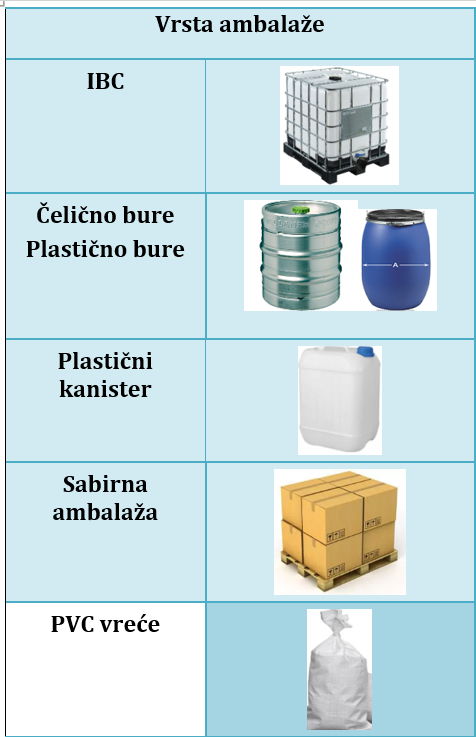 Vrsta ambalaže
IBC
Čelično bure
Plastično bure
A
Plastični
kanister
Sabirna
ambalaža
PVC vreće